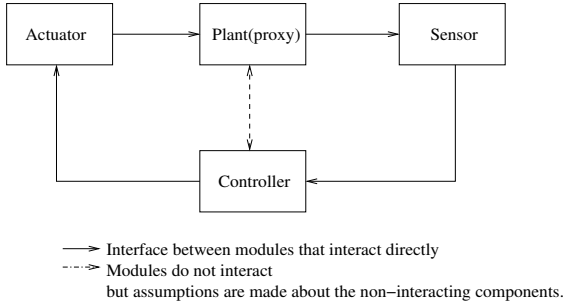 Actuator
Plant(proxy)
Sensor
Controller
Interface between modules that interact directly
Modules do not interact
but assumptions are made about the non−interacting components.